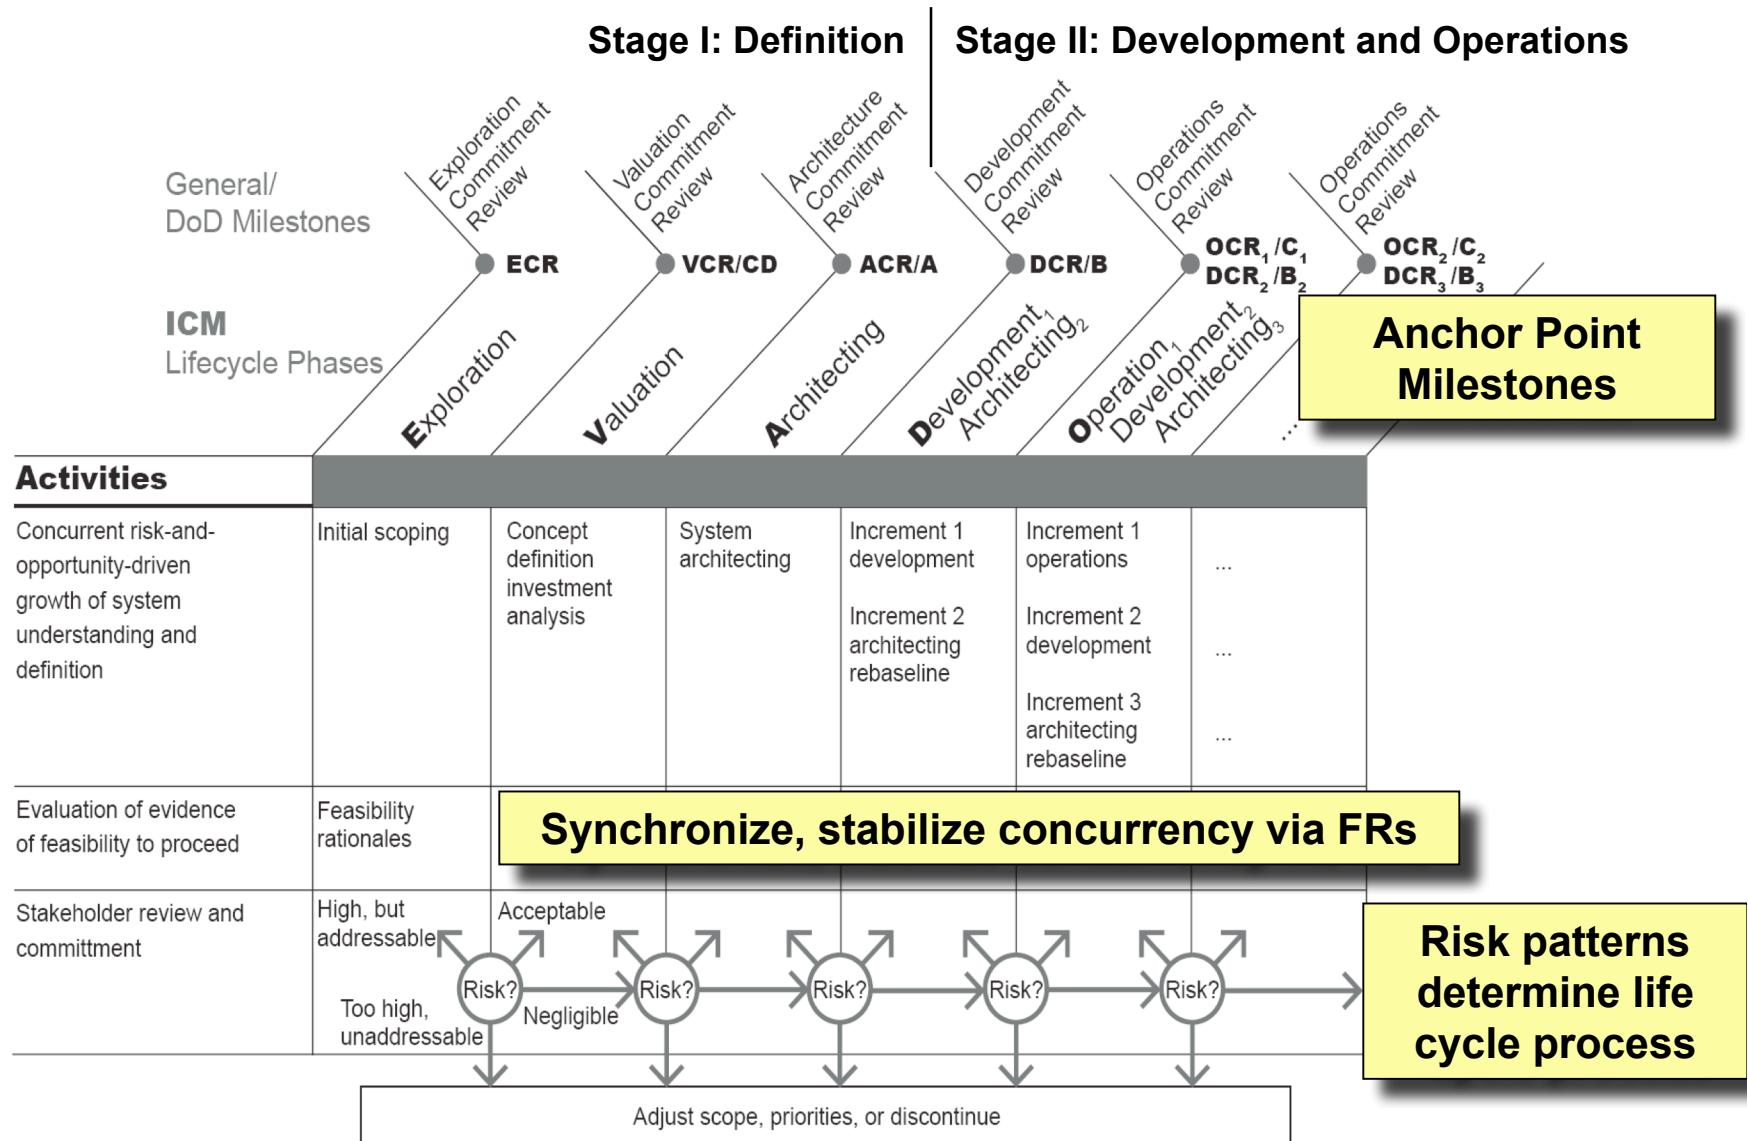 Stage I: Definition
Stage II: Development and Operations
General/
DoD Milestones
Exploration
Commitment
Review
Valuation
Commitment
Review
Architecture
Commitment
Review
Development
Commitment
Review
Operations
Commitment
Review
Operations
Commitment
Review
ECR
VCR/CD
ACR/A
DCR/B
OCR₁/C₁
DCR₂/B₂
OCR₂/C₂
DCR₃/B₃
ICM
Lifecycle Phases
Exploration
Valuation
Architecting
Development₁
Architecting₂
Operation₁
Development₂
Architecting₃
...
Anchor Point
Milestones
Activities
Concurrent risk-and-
opportunity-driven
growth of system
understanding and
definition
Initial scoping
Concept
definition
investment
analysis
System
architecting
Increment 1
development
Increment 2
architecting
rebaseline
Increment 1
operations
Increment 2
development
Increment 3
architecting
rebaseline
...
...
...
Evaluation of evidence
of feasibility to proceed
Feasibility
rationales
Synchronize, stabilize concurrency via FRs
Stakeholder review and
committment
High, but
addressable
Acceptable
Too high,
unaddressable
Negligible
Risk?
Risk?
Risk?
Risk?
Risk?
Risk patterns
determine life
cycle process
Adjust scope, priorities, or discontinue